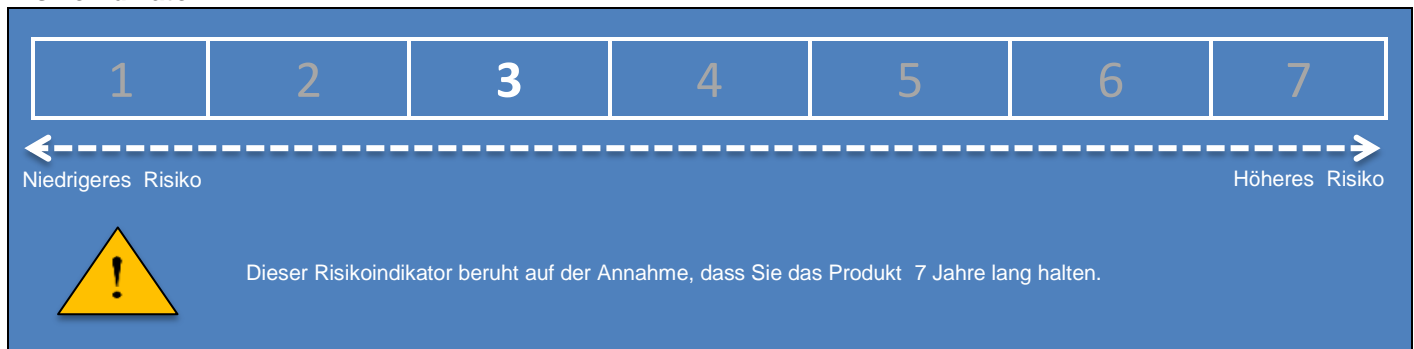 1 2 3 4 5 6 7
Niedrigeres Risiko Höheres Risiko
! Dieser Risikoindikator beruht auf der Annahme, dass Sie das Produkt 7 Jahre lang halten.